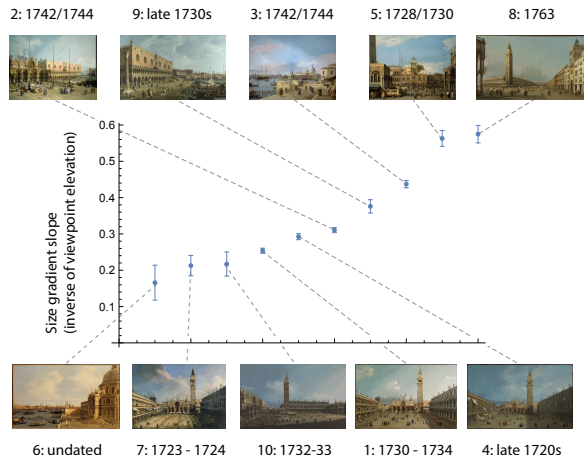 2: 1742/1744
9: late 1730s
3: 1742/1744
5: 1728/1730
8: 1763
Size gradient slope
(inverse of viewpoint elevation)
0.6
0.5
0.4
0.3
0.2
0.1
6: undated
7: 1723 - 1724
10: 1732-33
1: 1730 - 1734
4: late 1720s